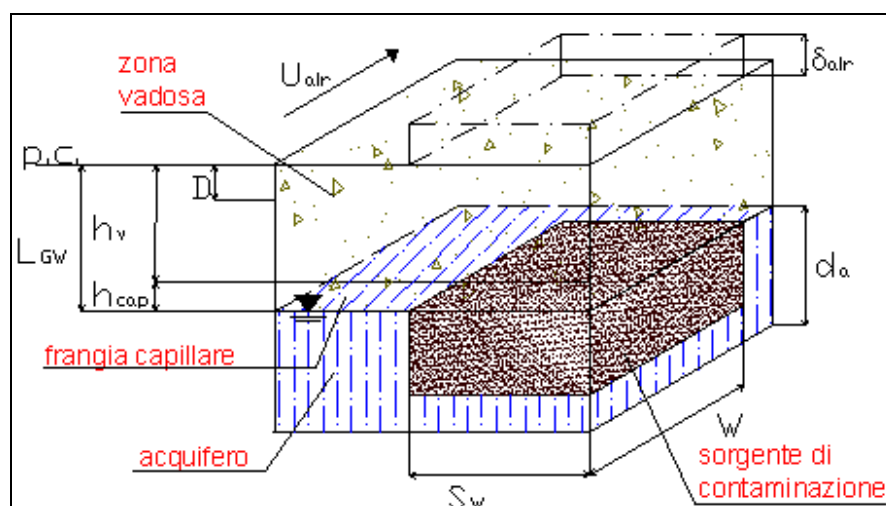 zona
vadosa
Uair
δair
p.c.
D
hv
LGW
hcap
da
frangia capillare
acquifero
W
Sw
sorgente di
contaminazione